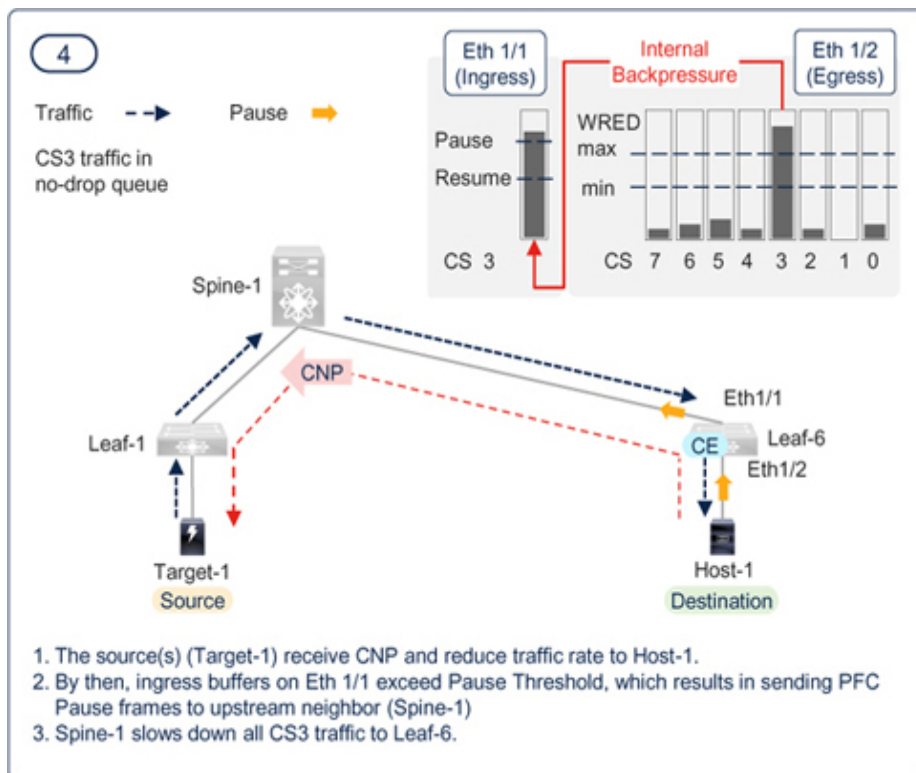 4
Eth 1/1
(Ingress)
Internal
Backpressure
Eth 1/2
(Egress)
Traffic
Pause
CS3 traffic in
no-drop queue
Pause
Resume
WRED
max
min
CS 3
CS 7 6 5 4 3 2 1 0
Spine-1
CNP
Eth1/1
Leaf-1
CE
Leaf-6
Eth1/2
Target-1
Source
Host-1
Destination
1. The source(s) (Target-1) receive CNP and reduce traffic rate to Host-1.
2. By then, ingress buffers on Eth 1/1 exceed Pause Threshold, which results in sending PFC
Pause frames to upstream neighbor (Spine-1)
3. Spine-1 slows down all CS3 traffic to Leaf-6.